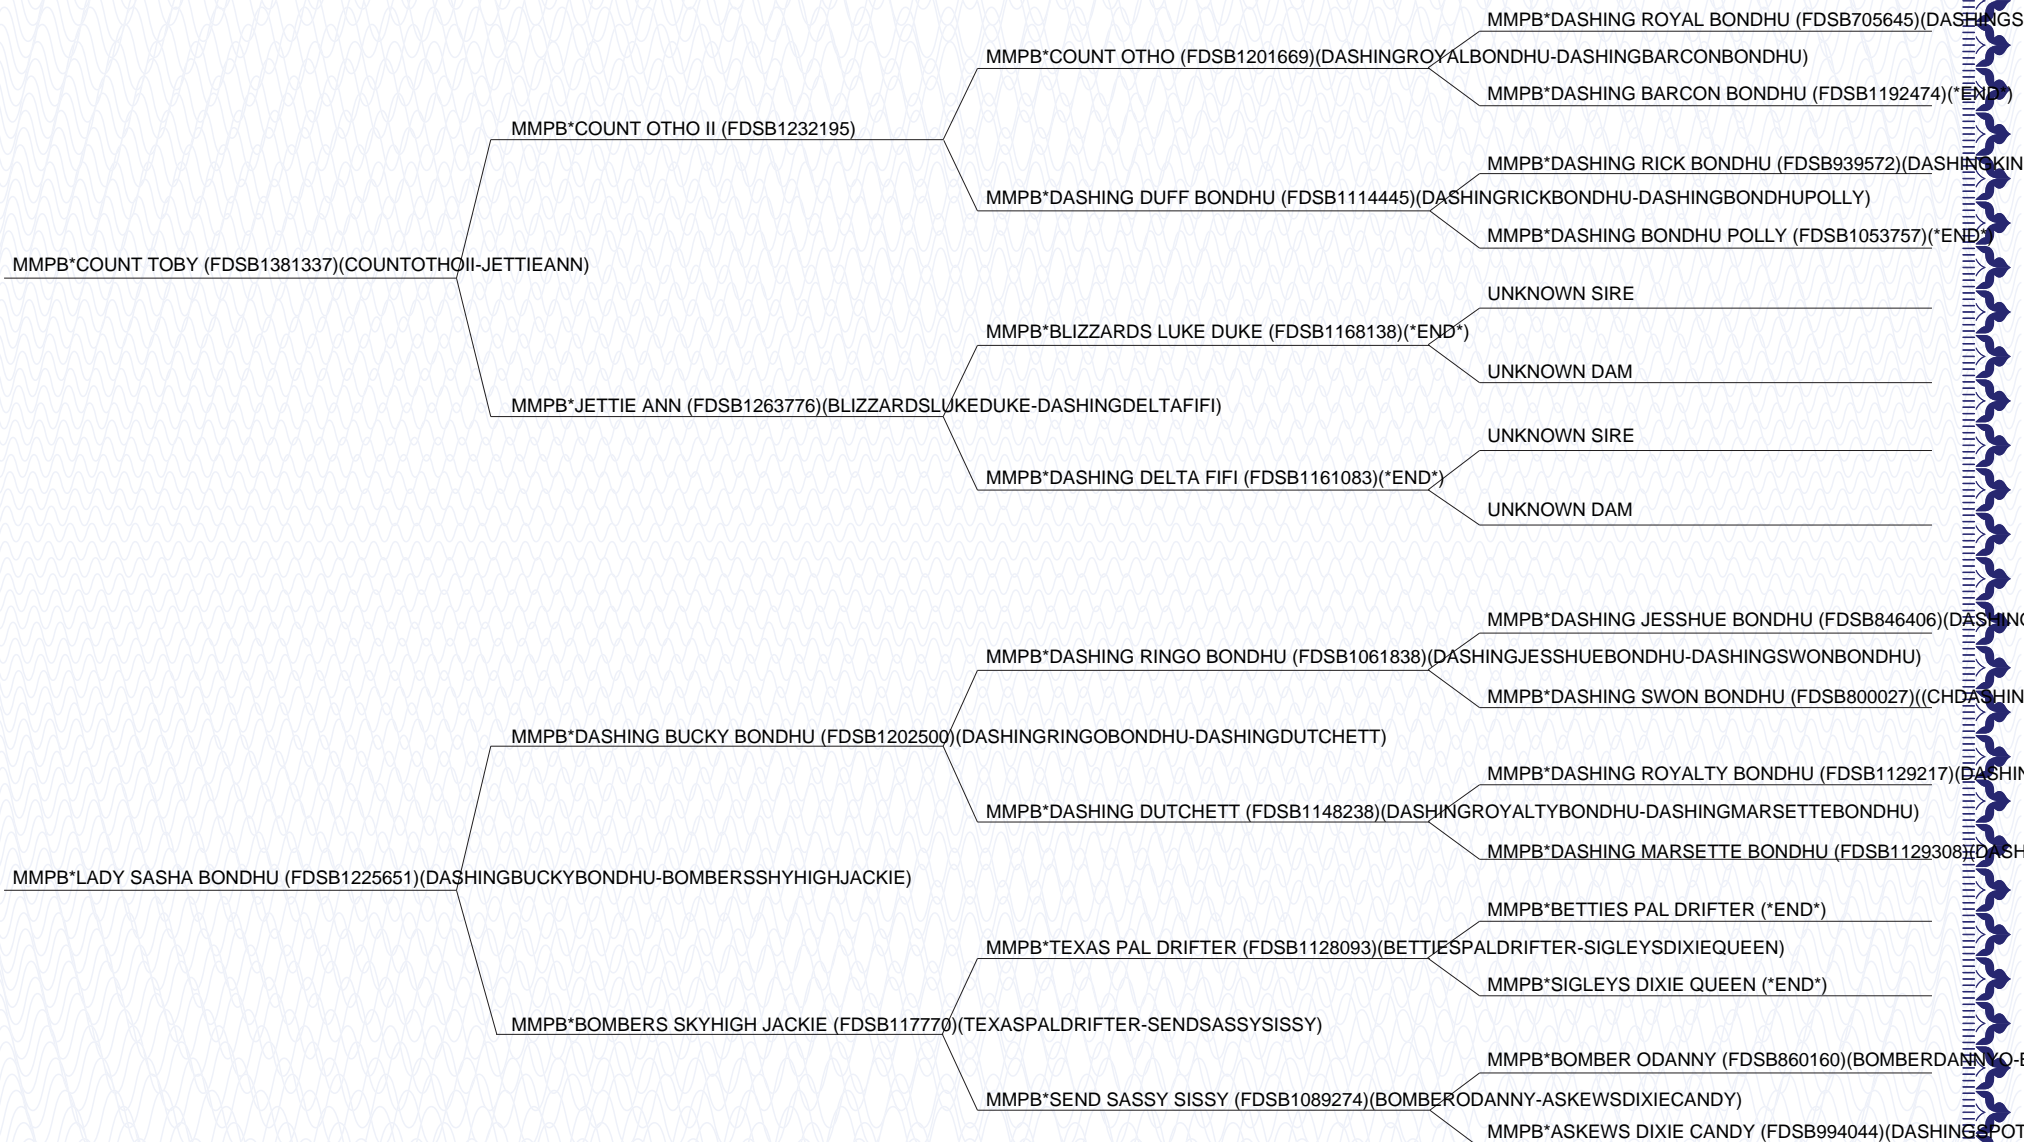 MMPB*DASHING ROYAL BONDHU (FDSB705645)(DASHINGS
MMPB*COUNT OTHO (FDSB1201669)(DASHINGROYALBONDHU-DASHINGBARCONBONDHU)
MMPB*DASHING BARCON BONDHU (FDSB1192474)(*END*)
MMPB*COUNT OTHO II (FDSB1232195)
MMPB*DASHING RICK BONDHU (FDSB939572)(DASHINGKIN
MMPB*DASHING DUFF BONDHU (FDSB1114445)(DASHINGRICKBONDHU-DASHINGBONDHUPOLLY)
MMPB*DASHING BONDHU POLLY (FDSB1053757)(*END*)
MMPB*COUNT TOBY (FDSB1381337)(COUNTOTHOII-JETTIEANN)
UNKNOWN SIRE
MMPB*BLIZZARDS LUKE DUKE (FDSB1168138)(*END*)
UNKNOWN DAM
MMPB*JETTIE ANN (FDSB1263776)(BLIZZARDSLUKEDUKE-DASHINGDELTAFIFI)
UNKNOWN SIRE
MMPB*DASHING DELTA FIFI (FDSB1161083)(*END*)
UNKNOWN DAM
MMPB*DASHING JESSHUE BONDHU (FDSB846406)(DASHING
MMPB*DASHING RINGO BONDHU (FDSB1061838)(DASHINGJESSHUEBONDHU-DASHINGSWONBONDHU)
MMPB*DASHING SWON BONDHU (FDSB800027)((CHDASHIN
MMPB*DASHING BUCKY BONDHU (FDSB1202500)(DASHINGRINGOBONDHU-DASHINGDUTCHETT)
MMPB*DASHING ROYALTY BONDHU (FDSB1129217)(DASHIN
MMPB*DASHING DUTCHETT (FDSB1148238)(DASHINGROYALTYBONDHU-DASHINGMARSETTEBONDHU)
MMPB*DASHING MARSETTE BONDHU (FDSB1129308)(DASH
MMPB*LADY SASHA BONDHU (FDSB1225651)(DASHINGBUCKYBONDHU-BOMBERSSHYHIGHJACKIE)
MMPB*BETTIES PAL DRIFTER (*END*)
MMPB*TEXAS PAL DRIFTER (FDSB1128093)(BETTIESPALDRIFTER-SIGLEYSDIXIEQUEEN)
MMPB*SIGLEYS DIXIE QUEEN (*END*)
MMPB*BOMBERS SKYHIGH JACKIE (FDSB117770)(TEXASPALDRIFTER-SENDSASSYSISSY)
MMPB*BOMBER ODANNY (FDSB860160)(BOMBERDANNYO-B
MMPB*SEND SASSY SISSY (FDSB1089274)(BOMBERODANNY-ASKEWSDIXIECANDY)
MMPB*ASKEWS DIXIE CANDY (FDSB994044)(DASHINGSPOT